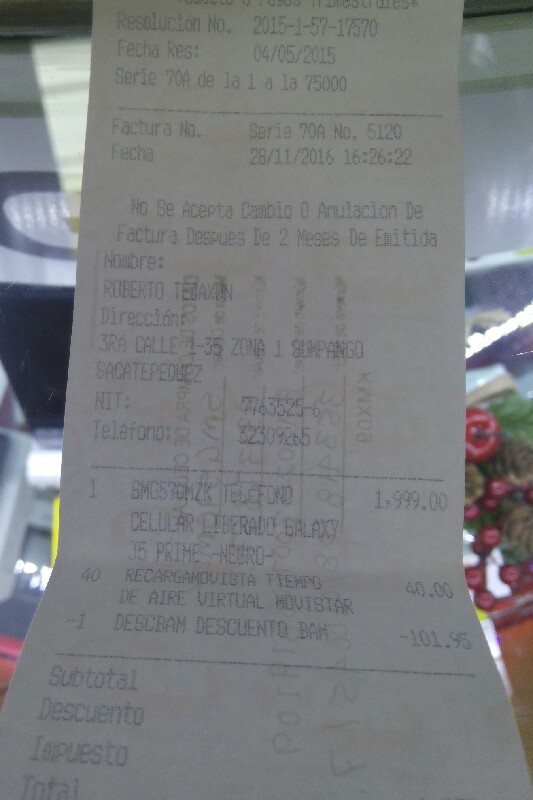 Pagos Trimestrales*
Resolución No. 2015-1-57-17570
Fecha Res: 04/05/2015
Serie 70A de la 1 a la 75000
Factura No. Serie 70A No. 5120
Fecha 28/11/2016 16:26:22
No Se Acepta Cambio O Anulacion De
Factura Despues De 2 Meses De Emitida
Nombre:
ROBERTO
Dirección:
3RA CALLE 1-35 ZONA 1 SUMPANGO
SACATEPEQUEZ
NIT: 7763525-6
Teléfono: 32309265
1 SMG570MZK TELEFONO 1,999.00
CELULAR LIBERADO GALAXY
J5 PRIME -NEGRO-
40 RECARGAMOVISTA TIEMPO 40.00
DE AIRE VIRTUAL MOVISTAR
-1 DESCBAM DESCUENTO BAM -101.95
Subtotal
Descuento
Impuesto
Total